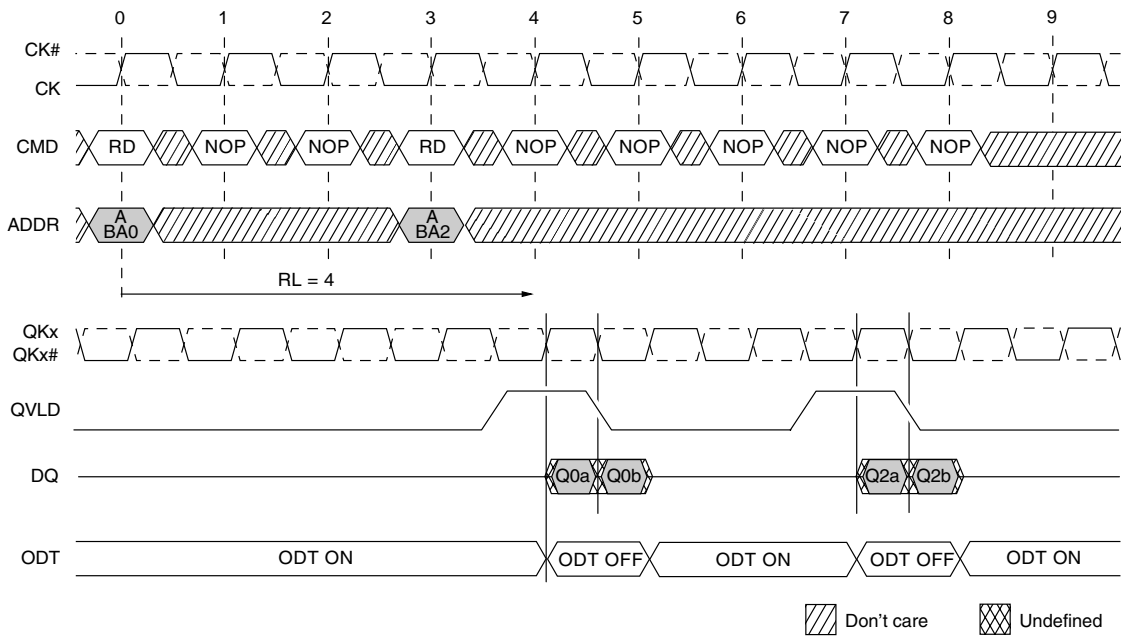 0 1 2 3 4 5 6 7 8 9
CK#
CK
CMD RD NOP NOP RD NOP NOP NOP NOP NOP
ADDR A BA0 A BA2
RL = 4
QKx
QKx#
QVLD
DQ Q0a Q0b Q2a Q2b
ODT ODT ON ODT OFF ODT ON ODT OFF ODT ON
Don't care Undefined